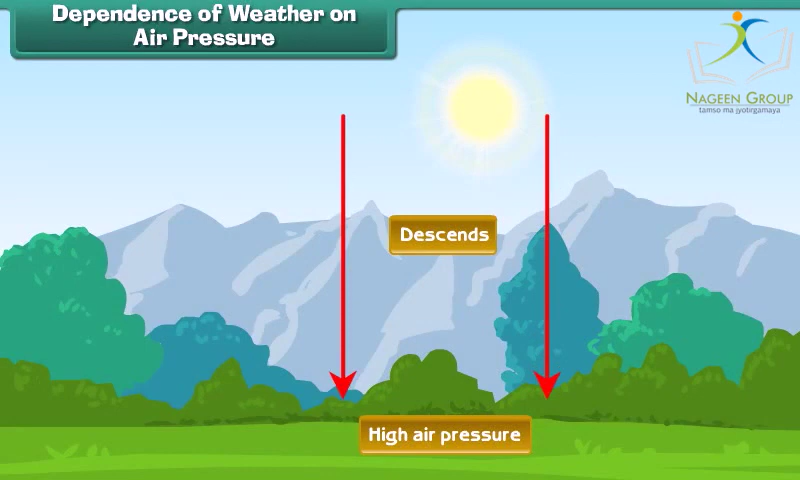 Dependence of Weather on
Air Pressure
NAGEEN GROUP
tamso ma jyotirgamaya
Descends
High air pressure